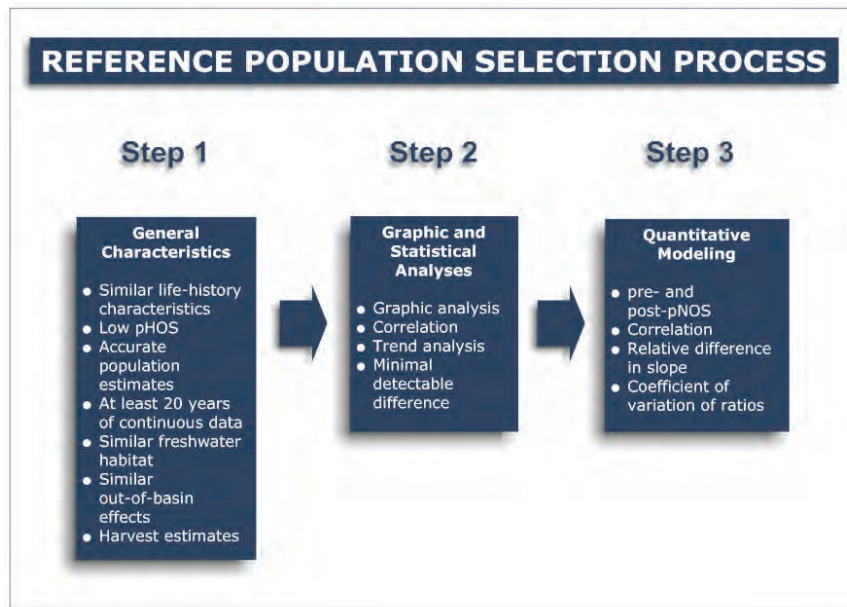 REFERENCE POPULATION SELECTION PROCESS
Step 1
General
Characteristics
● Similar life-history
characteristics
● Low pHOS
● Accurate
population
estimates
● At least 20 years
of continuous data
● Similar freshwater
habitat
● Similar
out-of-basin
effects
● Harvest estimates
Step 2
Graphic and
Statistical
Analyses
● Graphic analysis
● Correlation
● Trend analysis
● Minimal
detectable
difference
Step 3
Quantitative
Modeling
● pre- and
post-pNOS
● Correlation
● Relative difference
in slope
● Coefficient of
variation of ratios